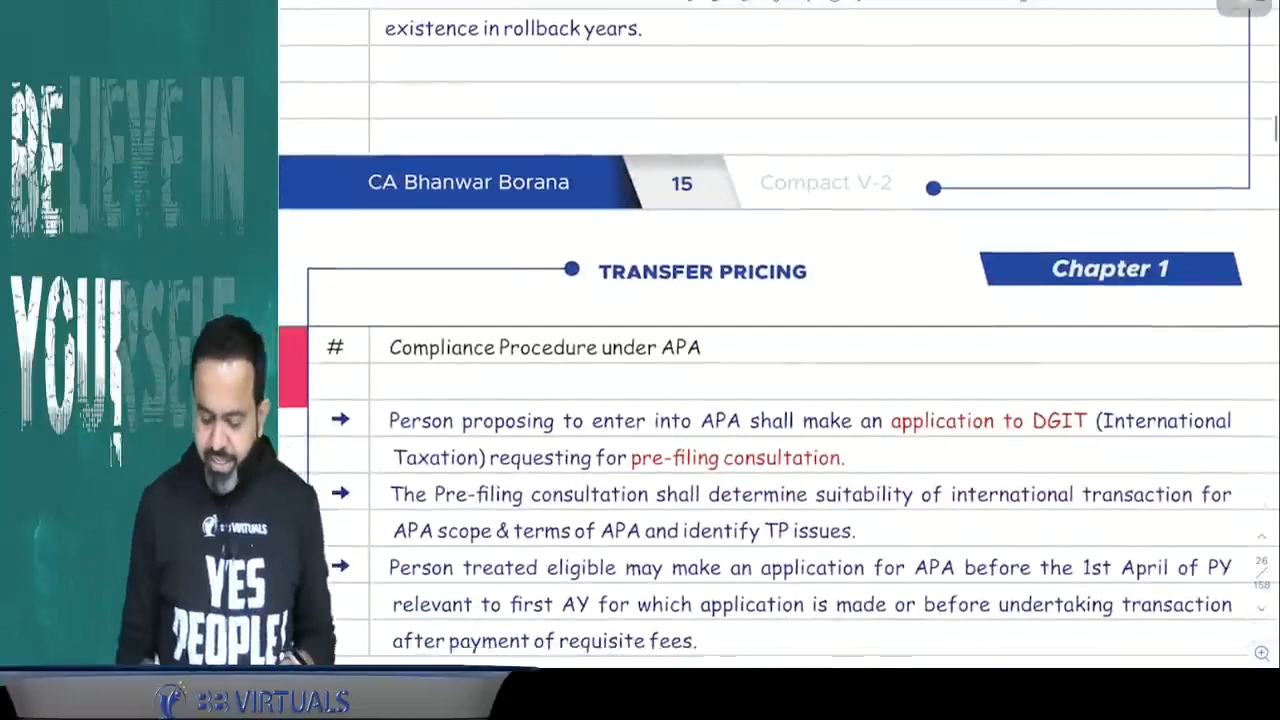 existence in rollback years.
CA Bhanwar Borana
15
Compact V-2
TRANSFER PRICING
Chapter 1
# Compliance Procedure under APA
→ Person proposing to enter into APA shall make an application to DGIT (International
Taxation) requesting for pre-filing consultation.
→ The Pre-filing consultation shall determine suitability of international transaction for
APA scope & terms of APA and identify TP issues.
→ Person treated eligible may make an application for APA before the 1st April of PY
relevant to first AY for which application is made or before undertaking transaction
after payment of requisite fees.
26
158
BELIEVE IN
YOURSELF
BB VIRTUALS
YES
PEOPLE!
BB VIRTUALS